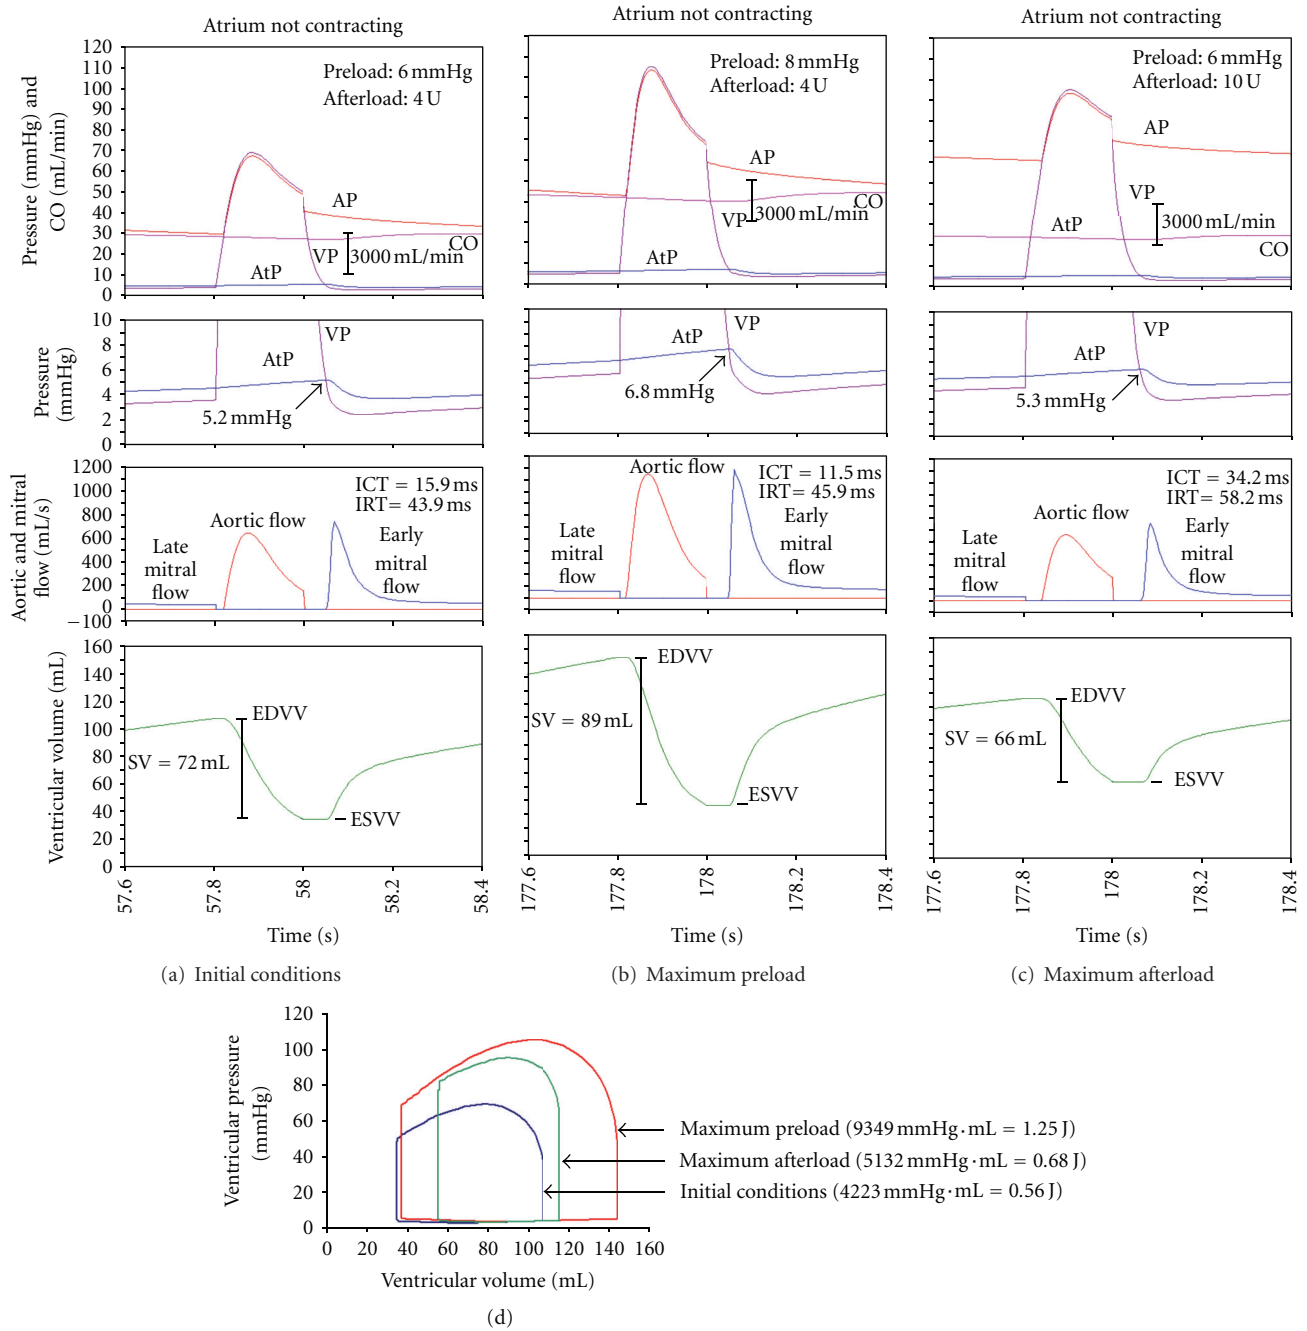 Atrium not contracting
Atrium not contracting
Atrium not contracting
Pressure (mmHg) and
CO (mL/min)
120
110
100
90
80
70
60
50
40
30
20
10
0
Preload: 6 mmHg
Afterload: 4 U
AP
VP
3000 mL/min
CO
AtP
Preload: 8 mmHg
Afterload: 4 U
AP
CO
VP
3000 mL/min
AtP
Preload: 6 mmHg
Afterload: 10 U
AP
VP
3000 mL/min
CO
AtP
Pressure
(mmHg)
10
8
6
4
2
0
VP
AtP
5.2 mmHg
VP
AtP
6.8 mmHg
VP
AtP
5.3 mmHg
Aortic and mitral
flow (mL/s)
1200
1000
800
600
400
200
0
−100
ICT = 15.9 ms
IRT= 43.9 ms
Aortic flow
Early
mitral flow
Late
mitral
flow
Aortic flow
ICT = 11.5 ms
IRT= 45.9 ms
Early
mitral
flow
Late
mitral
flow
ICT = 34.2 ms
IRT= 58.2 ms
Aortic flow
Early
mitral
flow
Late
mitral
flow
Ventricular volume (mL)
160
140
120
100
80
60
40
20
0
EDVV
SV = 72 mL
ESVV
EDVV
SV = 89 mL
ESVV
EDVV
SV = 66 mL
ESVV
57.6
57.8
58
58.2
58.4
177.6
177.8
178
178.2
178.4
177.6
177.8
178
178.2
178.4
Time (s)
Time (s)
Time (s)
(a) Initial conditions
(b) Maximum preload
(c) Maximum afterload
Ventricular pressure
(mmHg)
120
100
80
60
40
20
0
Maximum preload (9349 mmHg·mL = 1.25 J)
Maximum afterload (5132 mmHg·mL = 0.68 J)
Initial conditions (4223 mmHg·mL = 0.56 J)
0 20 40 60 80 100 120 140 160
Ventricular volume (mL)
(d)